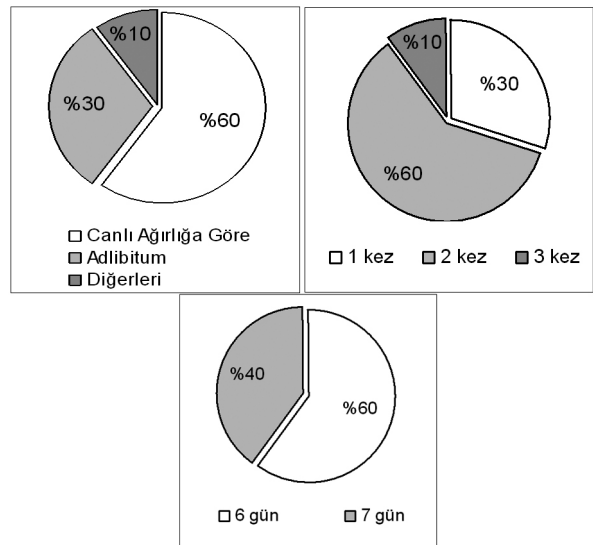 %10
%30
%60
Canlı Ağırlığa Göre
Adlibitum
Diğerleri
%10
%30
%60
1 kez 2 kez 3 kez
%40
%60
6 gün 7 gün